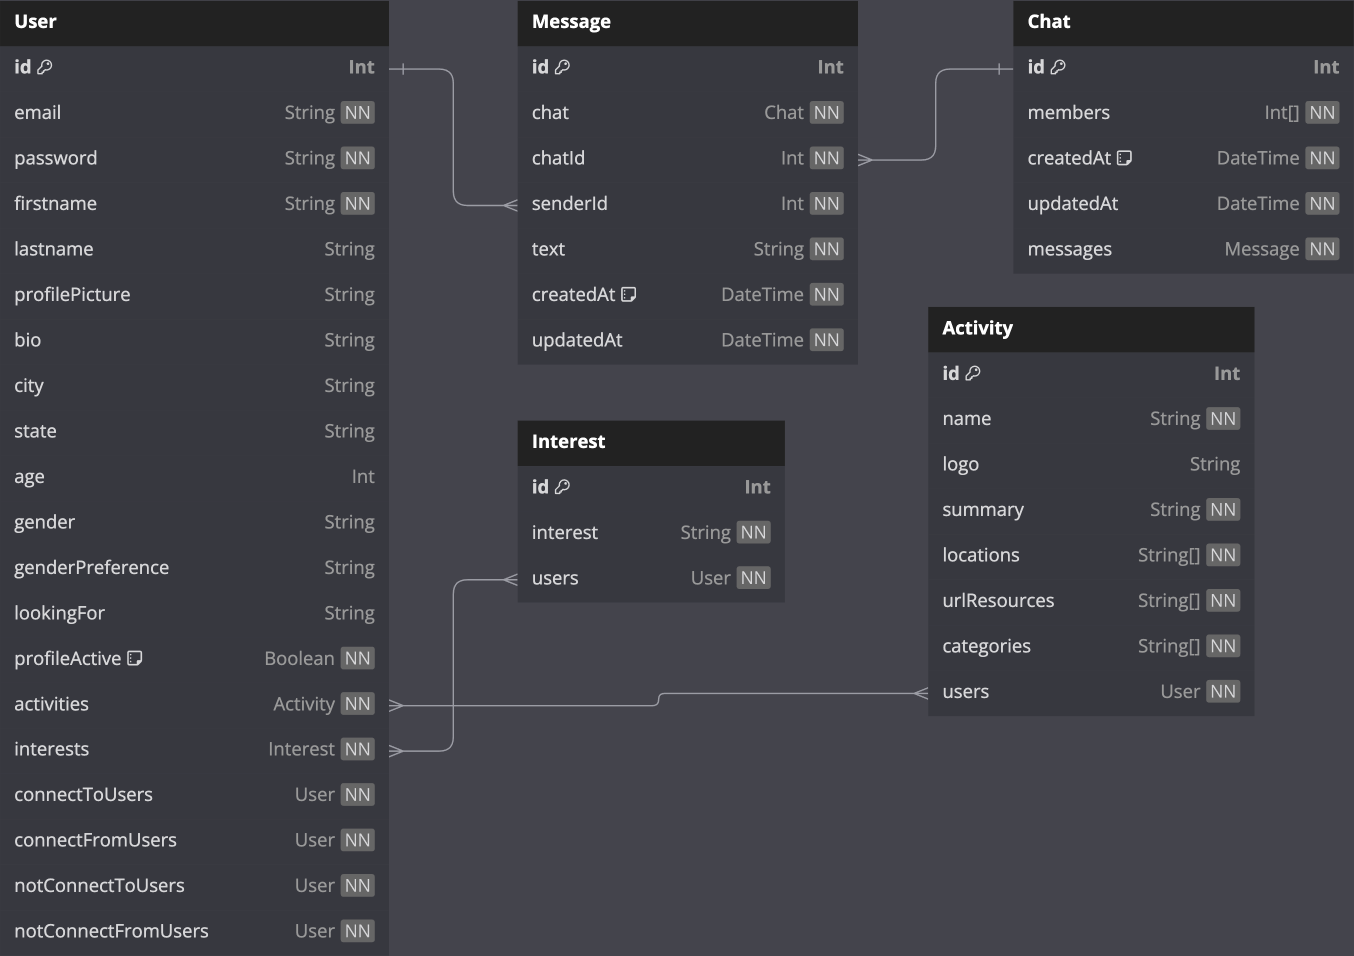 User
id Int
email String NN
password String NN
firstname String NN
lastname String
profilePicture String
bio String
city String
state String
age Int
gender String
genderPreference String
lookingFor String
profileActive Boolean NN
activities Activity NN
interests Interest NN
connectToUsers User NN
connectFromUsers User NN
notConnectToUsers User NN
notConnectFromUsers User NN
Message
id Int
chat Chat NN
chatId Int NN
senderId Int NN
text String NN
createdAt DateTime NN
updatedAt DateTime NN
Chat
id Int
members Int[] NN
createdAt DateTime NN
updatedAt DateTime NN
messages Message NN
Interest
id Int
interest String NN
users User NN
Activity
id Int
name String NN
logo String
summary String NN
locations String[] NN
urlResources String[] NN
categories String[] NN
users User NN